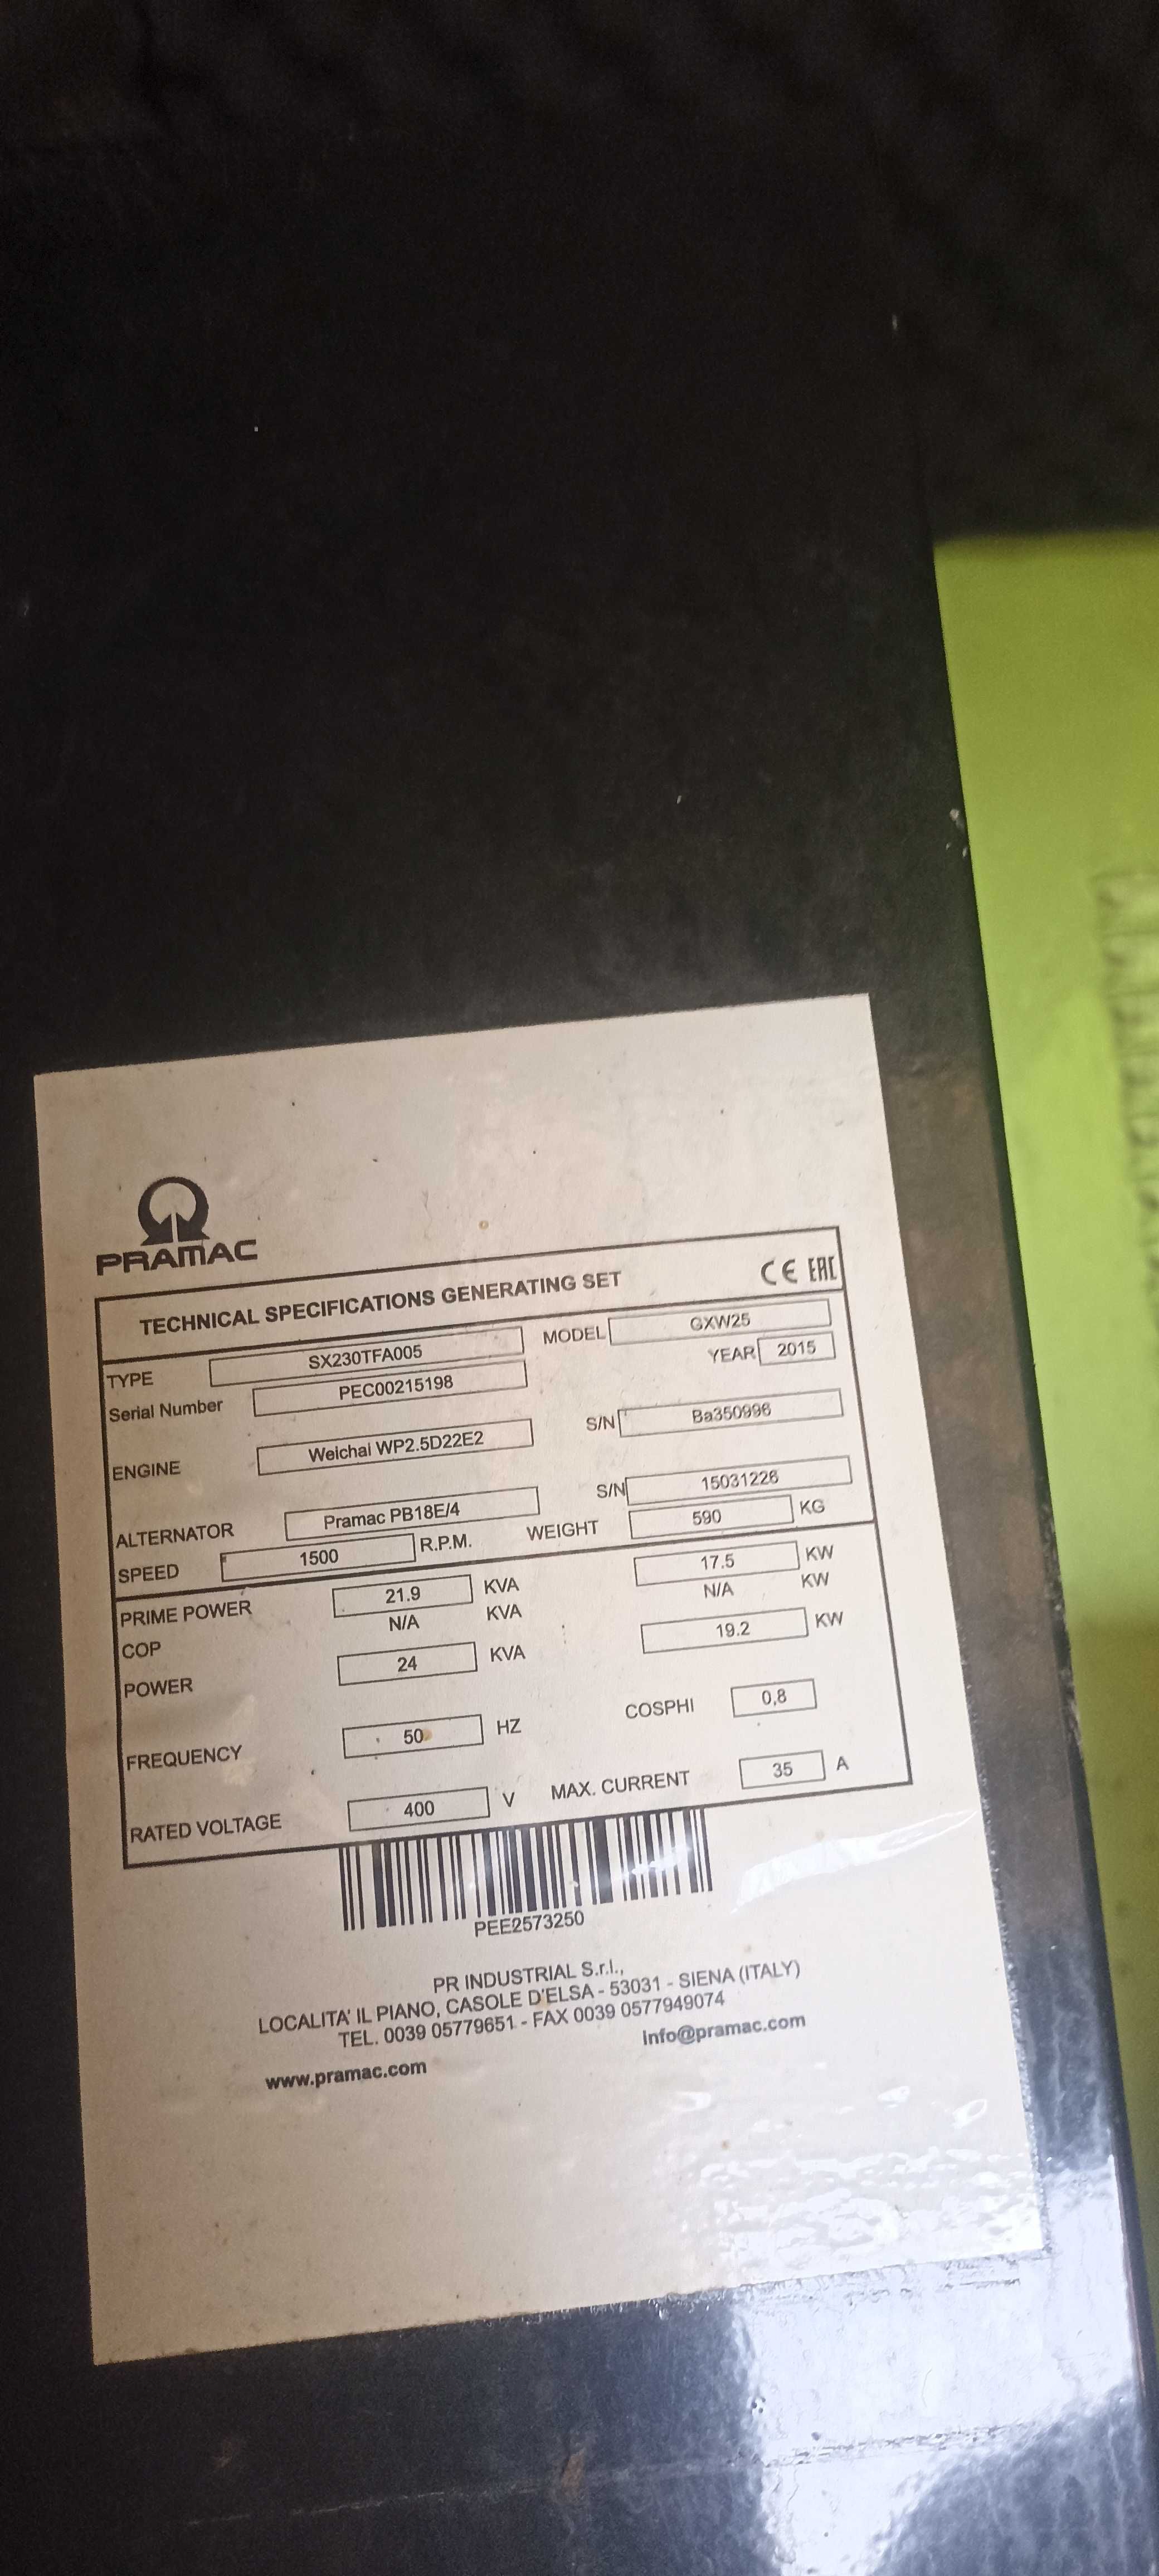 PRAMAC
TECHNICAL SPECIFICATIONS GENERATING SET CE EAC
TYPE SX230TFA005 MODEL GXW25
Serial Number PEC00215198 YEAR 2015
ENGINE Weichai WP2.5D22E2 S/N Ba350996
ALTERNATOR Pramac PB18E/4 S/N 15031226
SPEED 1500 R.P.M. WEIGHT 590 KG
PRIME POWER 21.9 KVA 17.5 KW
COP N/A KVA N/A KW
POWER 24 KVA 19.2 KW
FREQUENCY 50 HZ COSPHI 0,8
RATED VOLTAGE 400 V MAX. CURRENT 35 A
PEE2573250
PR INDUSTRIAL S.r.l.,
LOCALITA' IL PIANO, CASOLE D'ELSA - 53031 - SIENA (ITALY)
TEL. 0039 05779651 - FAX 0039 0577949074
www.pramac.com info@pramac.com